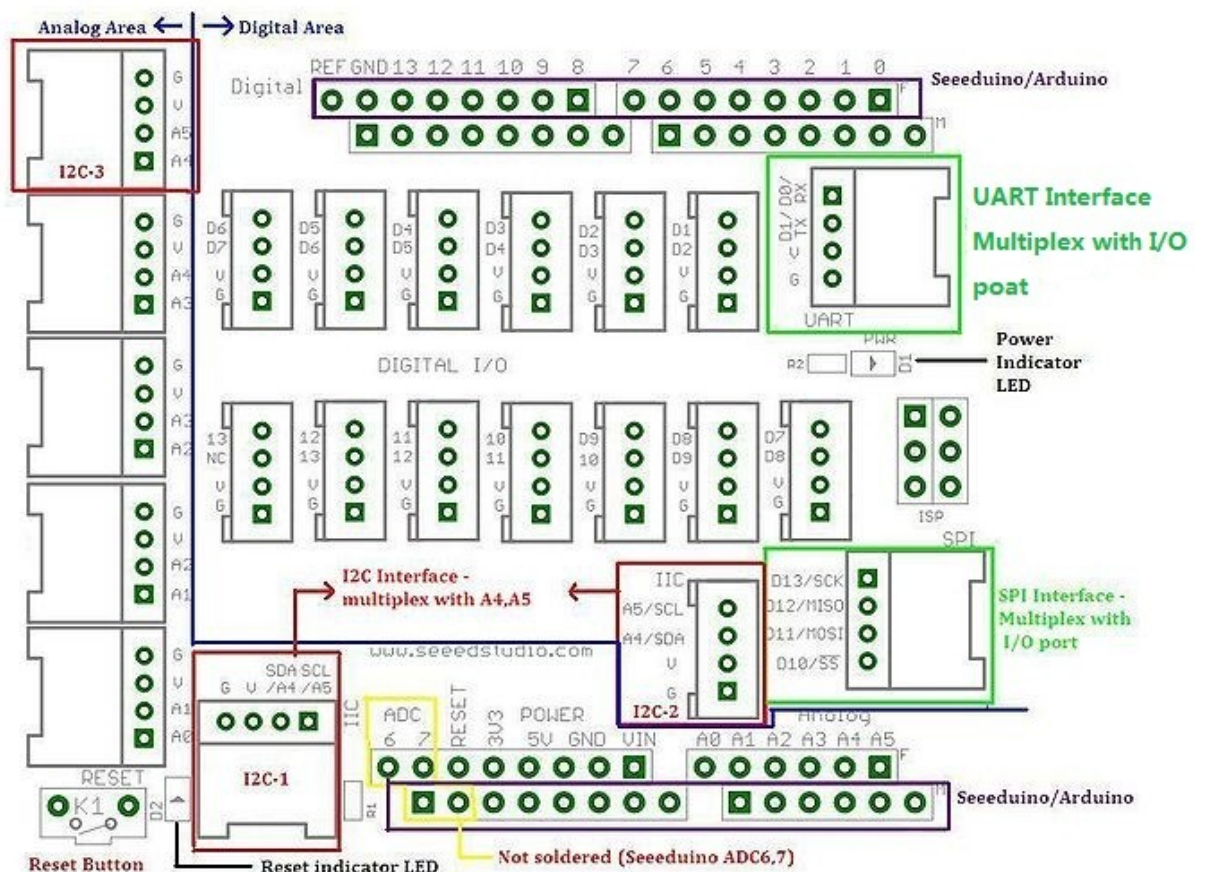 Analog Area
Digital Area
REF GND 13 12 11 10 9 8 7 6 5 4 3 2 1 0
Digital
F
M
Seeeduino/Arduino
G
V
A5
A4
I2C-3
G
V
A4
A3
G
V
A3
A2
G
V
A2
A1
G
V
A1
A0
D6
D7
V
G
D5
D6
V
G
D4
D5
V
G
D3
D4
V
G
D2
D3
V
G
D1
D2
V
G
D1/ D0/
TX RX
V
G
UART
UART Interface
Multiplex with I/O
poat
DIGITAL I/O
PWR
R2
D1
Power
Indicator
LED
13
NC
V
G
12
13
V
G
11
12
V
G
10
11
V
G
D9
10
V
G
D8
D9
V
G
D7
D8
V
G
ISP
SPI
D13/SCK
D12/MISO
D11/MOSI
D10/SS
SPI Interface -
Multiplex with
I/O port
I2C Interface -
multiplex with A4,A5
IIC
A5/SCL
A4/SDA
V
G
I2C-2
www.seeedstudio.com
SDA SCL
G V /A4 /A5
IIC
I2C-1
ADC
6 7
RESET
3V3
POWER
5V GND VIN
Analog
A0 A1 A2 A3 A4 A5
F
M
Seeeduino/Arduino
RESET
K1
D2
R1
Reset Button
Reset indicator LED
Not soldered (Seeeduino ADC6,7)